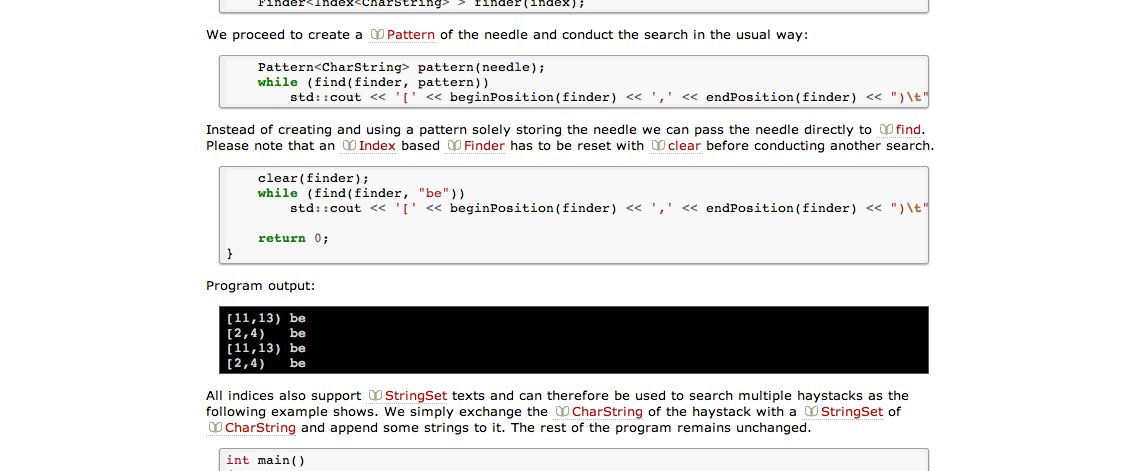 Finder<Index<CharString> > finder(index);
We proceed to create a Pattern of the needle and conduct the search in the usual way:
Pattern<CharString> pattern(needle);
while (find(finder, pattern))
std::cout << '[' << beginPosition(finder) << ',' << endPosition(finder) << ")\t"
Instead of creating and using a pattern solely storing the needle we can pass the needle directly to find.
Please note that an Index based Finder has to be reset with clear before conducting another search.
clear(finder);
while (find(finder, "be"))
std::cout << '[' << beginPosition(finder) << ',' << endPosition(finder) << ")\t"
return 0;
}
Program output:
[11,13) be
[2,4) be
[11,13) be
[2,4) be
All indices also support StringSet texts and can therefore be used to search multiple haystacks as the
following example shows. We simply exchange the CharString of the haystack with a StringSet of
CharString and append some strings to it. The rest of the program remains unchanged.
int main()